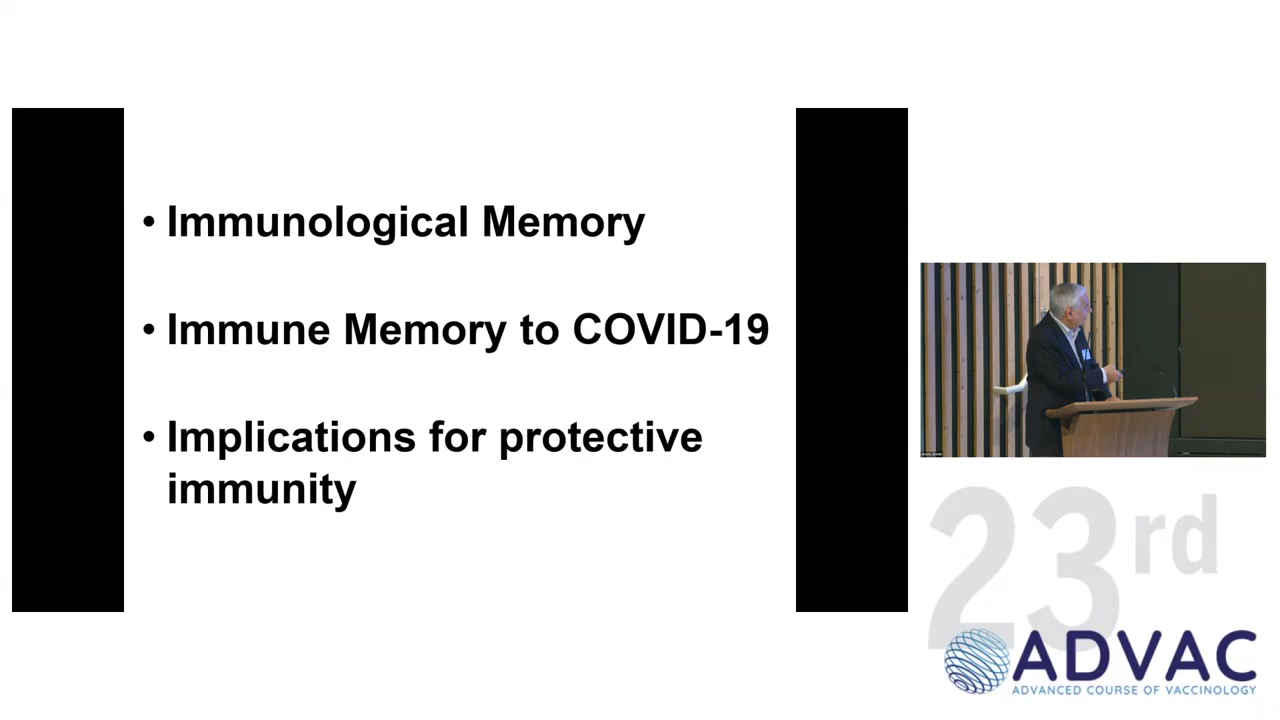 • Immunological Memory
• Immune Memory to COVID-19
• Implications for protective
immunity
23rd
ADVAC
ADVANCED COURSE OF VACCINOLOGY